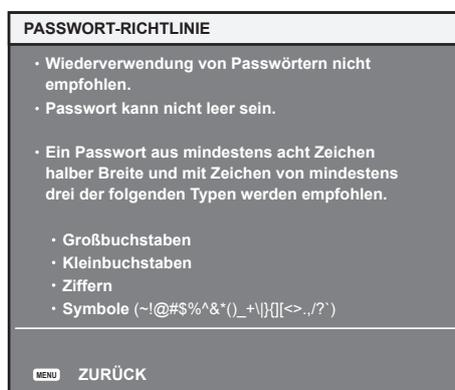 PASSWORT-RICHTLINIE
・Wiederverwendung von Passwörtern nicht
empfohlen.
・Passwort kann nicht leer sein.
・Ein Passwort aus mindestens acht Zeichen
halber Breite und mit Zeichen von mindestens
drei der folgenden Typen werden empfohlen.
・Großbuchstaben
・Kleinbuchstaben
・Ziffern
・Symbole (~!@#$%^&*()_+\|}{][<>.,/?`)
MENU ZURÜCK